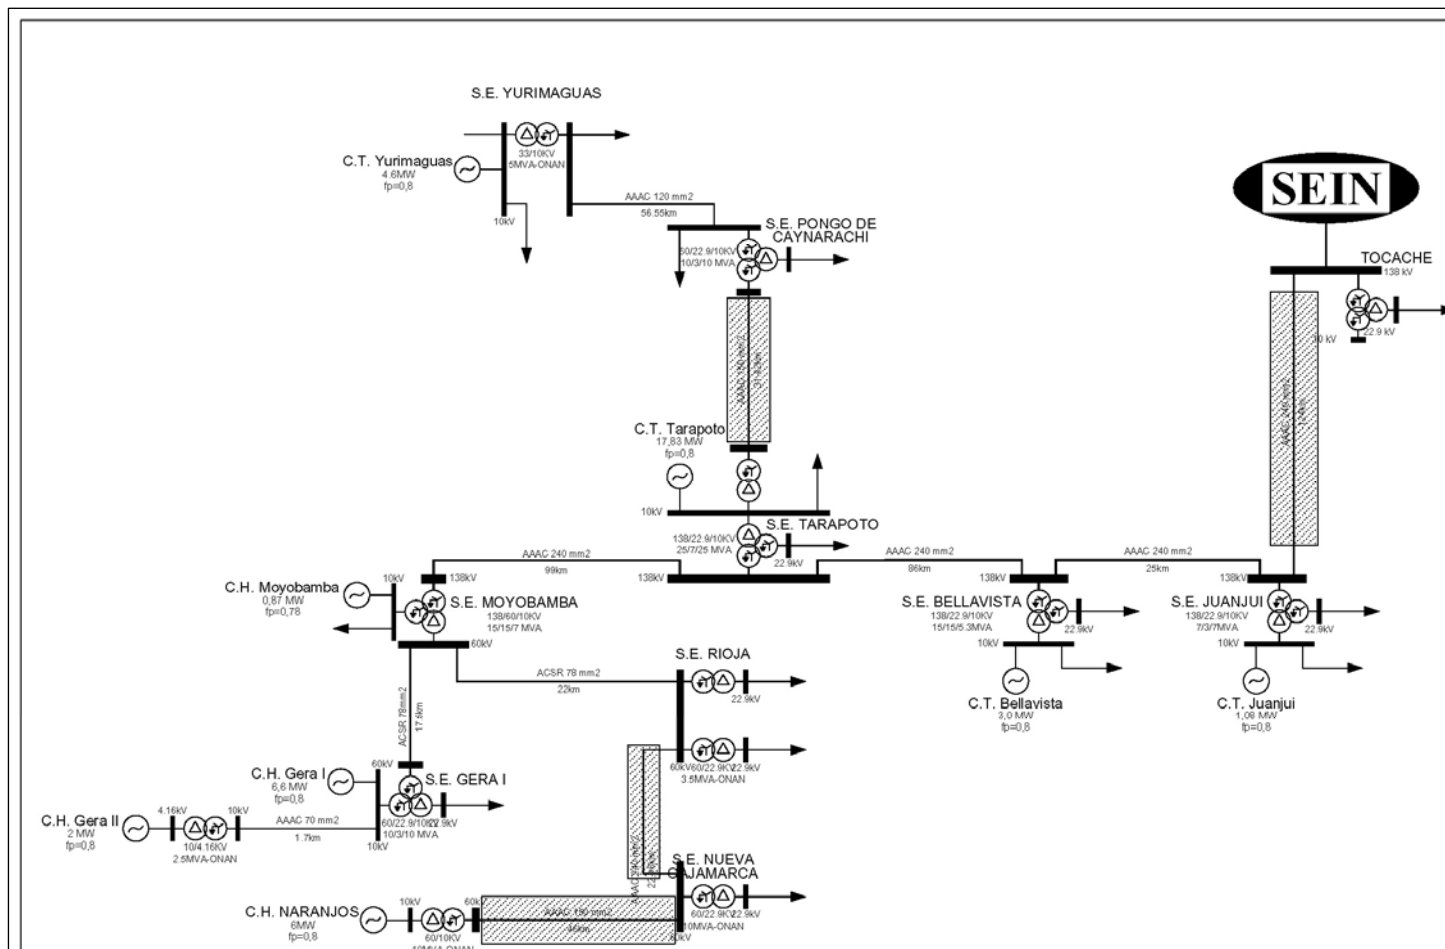 S.E. YURIMAGUAS
C.T. Yurimaguas
4.6MW
fp=0,8
33/10KV
5MVA-ONAN
10kV
AAAC 120 mm2
56.55km
S.E. PONGO DE
CAYNARACHI
10/3/10 MVA
SEIN
TOCACHE
138 kV
22.9 kV
AAAC 240 mm2
C.T. Tarapoto
17,83 MW
fp=0,8
10kV
S.E. TARAPOTO
138/22.9/10KV
25/7/25 MVA
22.9kV
138kV
AAAC 240 mm2
99km
AAAC 240 mm2
86km
AAAC 240 mm2
25km
C.H. Moyobamba
0,87 MW
fp=0,78
10kV
138kV
S.E. MOYOBAMBA
138/60/10KV
15/15/7 MVA
60kV
138kV
S.E. BELLAVISTA
138/22.9/10KV
15/15/5.3MVA
22.9kV
10kV
C.T. Bellavista
3,0 MW
fp=0,8
138kV
S.E. JUANJUI
138/22.9/10KV
7/3/7MVA
22.9kV
10kV
C.T. Juanjui
1,09 MW
fp=0,8
ACSR 78 mm2
22km
S.E. RIOJA
22.9kV
60kV
60/22.9KV
22.9kV
3.5MVA-ONAN
ACSR 78mm2
60kV
C.H. Gera I
6,6 MW
fp=0,8
S.E. GERA I
60/22.9/10KV
22.9kV
10/3/10 MVA
10kV
C.H. Gera II
2 MW
fp=0,8
4.16kV
10/4.16KV
2.5MVA-ONAN
10kV
AAAC 70 mm2
1.7km
S.E. NUEVA
CAJAMARCA
60/22.9KV
22.9kV
10MVA-ONAN
60kV
C.H. NARANJOS
6MW
fp=0,8
10kV
60/10KV